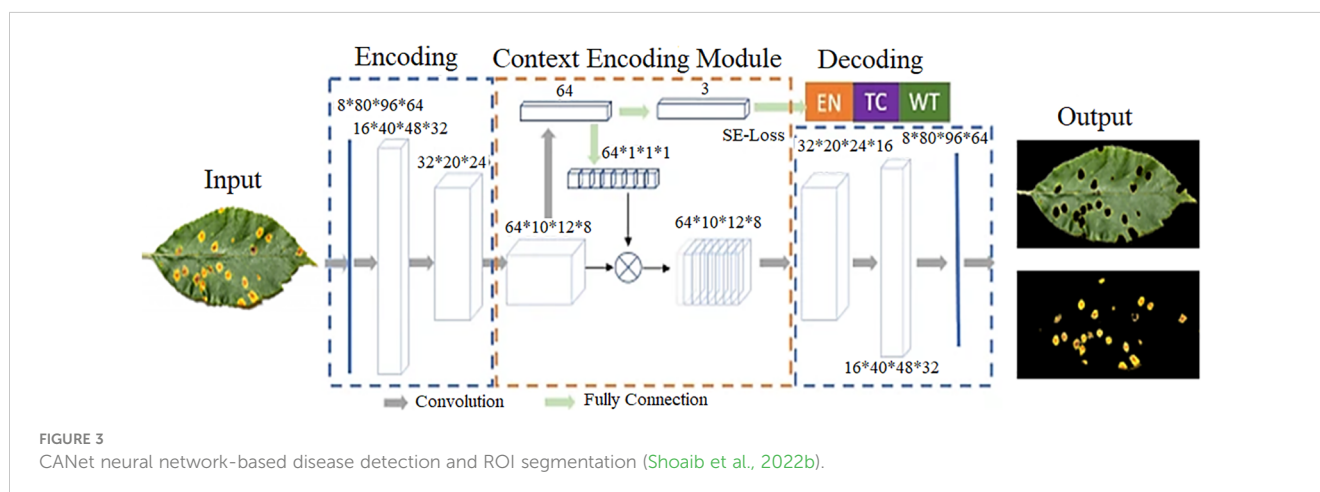 Encoding
Context Encoding Module
Decoding
8*80*96*64
16*40*48*32
32*20*24
64
3
EN TC WT
SE-Loss
64*1*1*1
64*10*12*8
64*10*12*8
32*20*24*16
8*80*96*64
16*40*48*32
Input
Output
Convolution
Fully Connection
FIGURE 3
CANet neural network-based disease detection and ROI segmentation (Shoaib et al., 2022b).